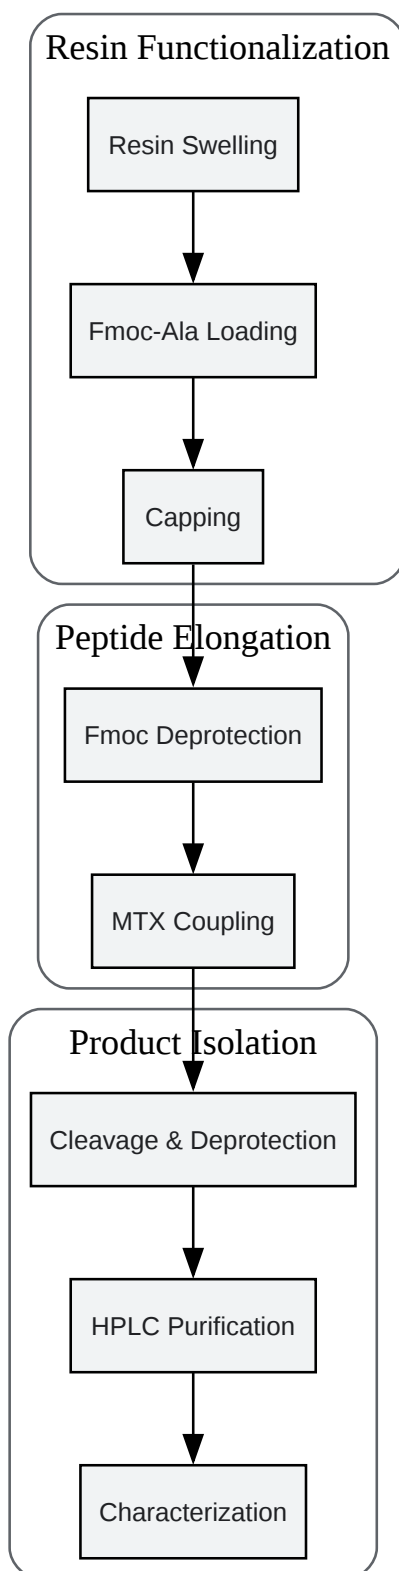 Resin Functionalization
Resin Swelling
Fmoc-Ala Loading
Capping
Peptide Elongation
Fmoc Deprotection
MTX Coupling
Product Isolation
Cleavage & Deprotection
HPLC Purification
Characterization